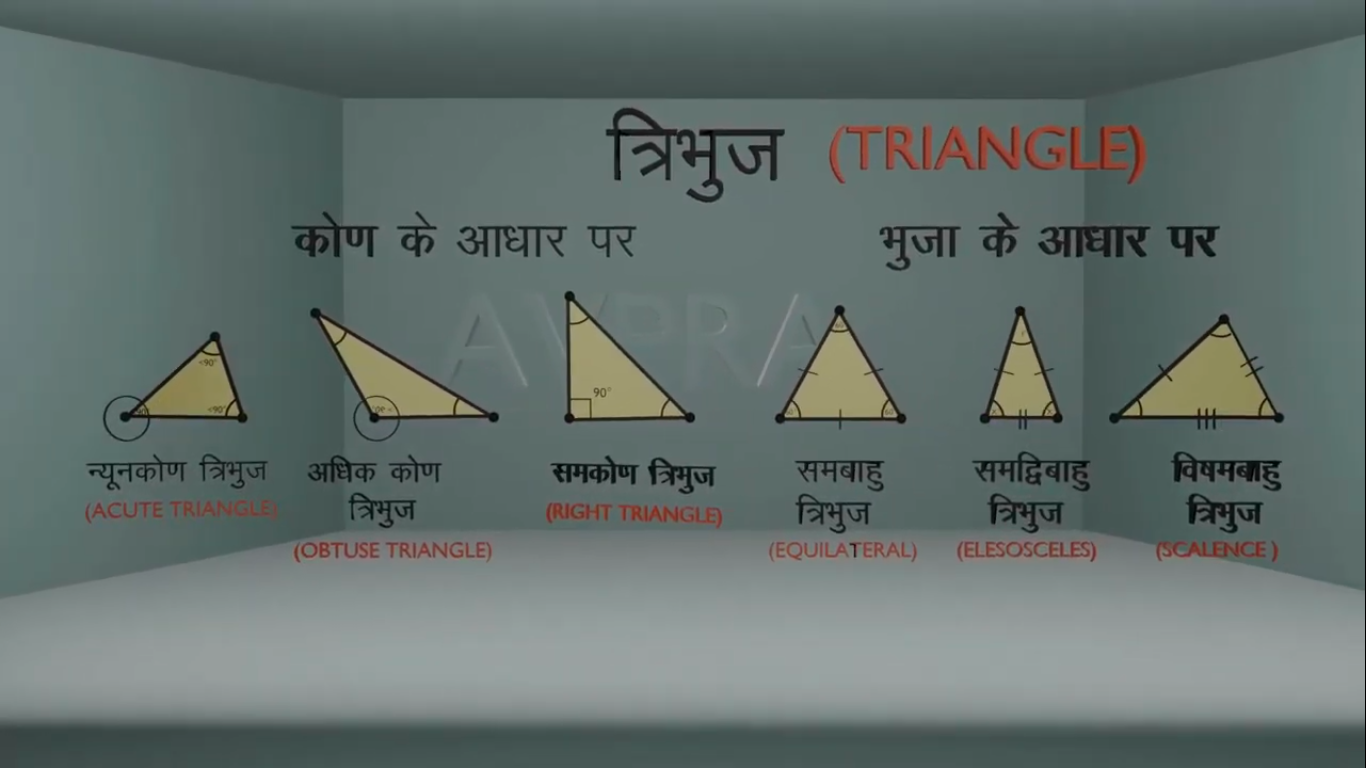 त्रिभुज (TRIANGLE)
कोण के आधार पर
भुजा के आधार पर
AVPRA
<90°
<90°
90°
न्यूनकोण त्रिभुज
(ACUTE TRIANGLE)
अधिक कोण
त्रिभुज
(OBTUSE TRIANGLE)
समकोण त्रिभुज
(RIGHT TRIANGLE)
समबाहु
त्रिभुज
(EQUILATERAL)
समद्विबाहु
त्रिभुज
(ELESOSCELES)
विषमबाहु
त्रिभुज
(SCALENCE )